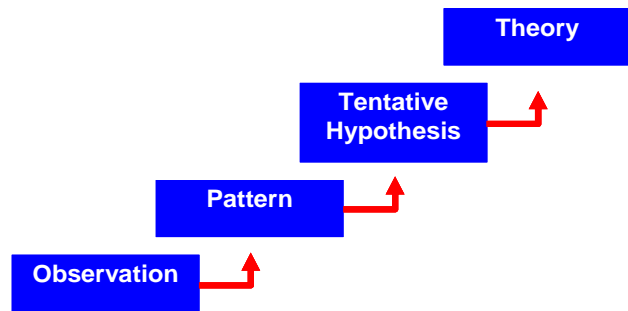 Theory
Tentative
Hypothesis
Pattern
Observation